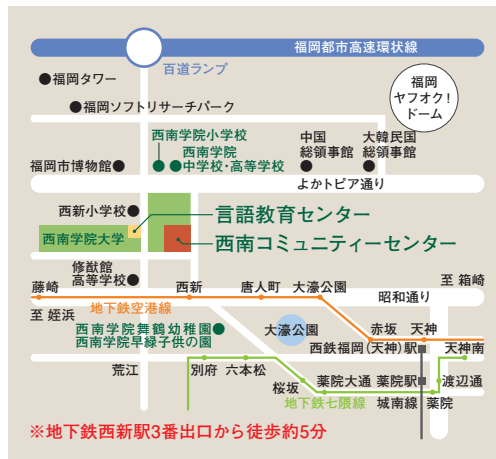 福岡都市高速環状線
百道ランプ
福岡タワー
福岡
ヤフオク!
ドーム
福岡ソフトリサーチパーク
西南学院小学校
西南学院
中学校・高等学校
中国
総領事館
大韓民国
総領事館
福岡市博物館
よかトピア通り
西新小学校
言語教育センター
西南学院大学
西南コミュニティーセンター
修猷館
高等学校
至 箱崎
藤崎
西新
唐人町
大濠公園
昭和通り
地下鉄空港線
至 姪浜
西南学院舞鶴幼稚園
西南学院早緑子供の園
大濠公園
赤坂
天神
西鉄福岡(天神)駅
天神南
荒江
別府
六本松
桜坂
薬院大通
薬院駅
渡辺通
地下鉄七隈線
城南線
薬院
※地下鉄西新駅3番出口から徒歩約5分